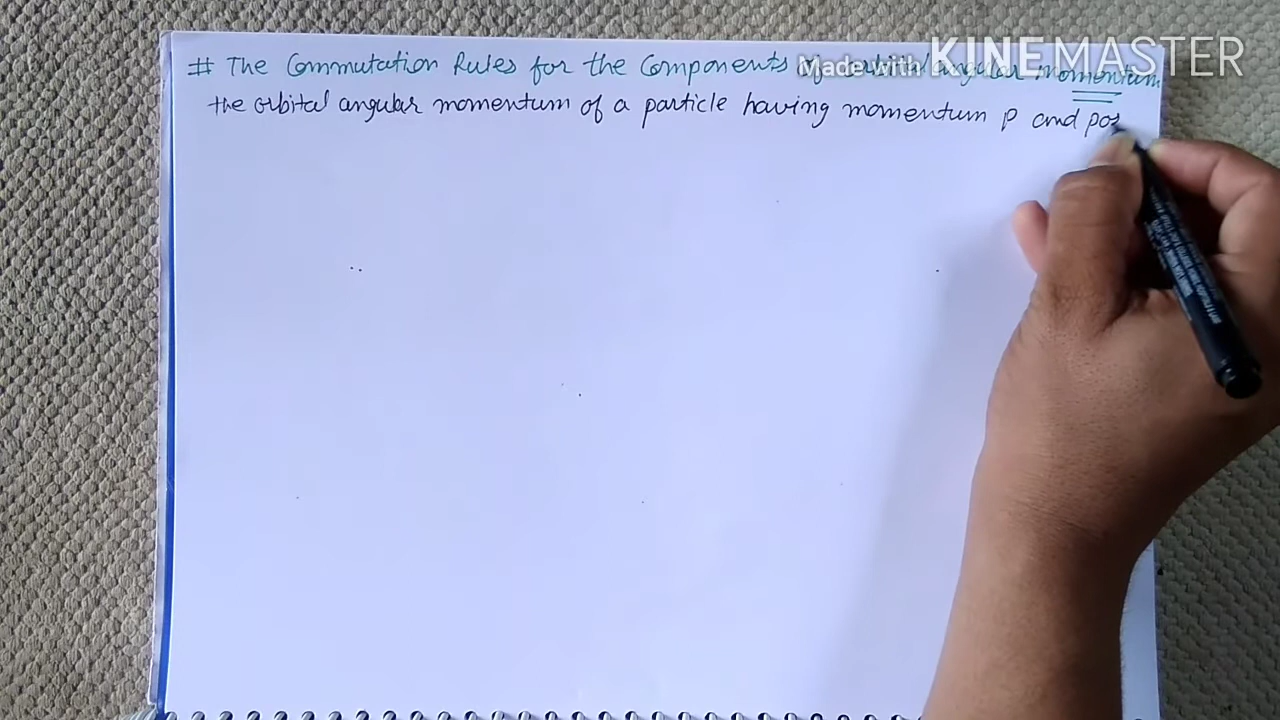 # The Commutation Rules for the Components of orbital angular momentum
Made with KINEMASTER
the orbital angular momentum of a particle having momentum p and pos